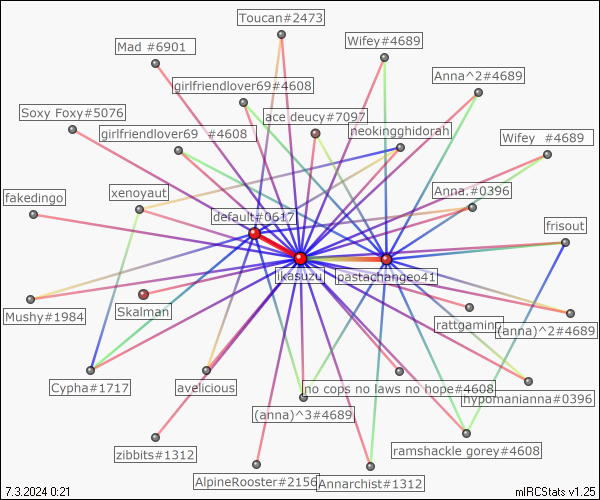 Toucan#2473
Mad #6901
Wifey#4689
Anna^2#4689
girlfriendlover69#4608
Soxy Foxy#5076
ace deucy#7097
girlfriendlover69 #4608
neokingghidorah
Wifey #4689
fakedingo
xenoyaut
Anna.#0396
default#0617
frisout
lkasuzu
pastachangeo41
Mushy#1984
Skalman
rattgaming
(anna)^2#4689
Cypha#1717
avelicious
no cops no laws no hope#4608
hypomanianna#0396
(anna)^3#4689
zibbits#1312
ramshackle gorey#4608
AlpineRooster#2156
Annarchist#1312
7.3.2024 0:21
mIRCStats v1.25